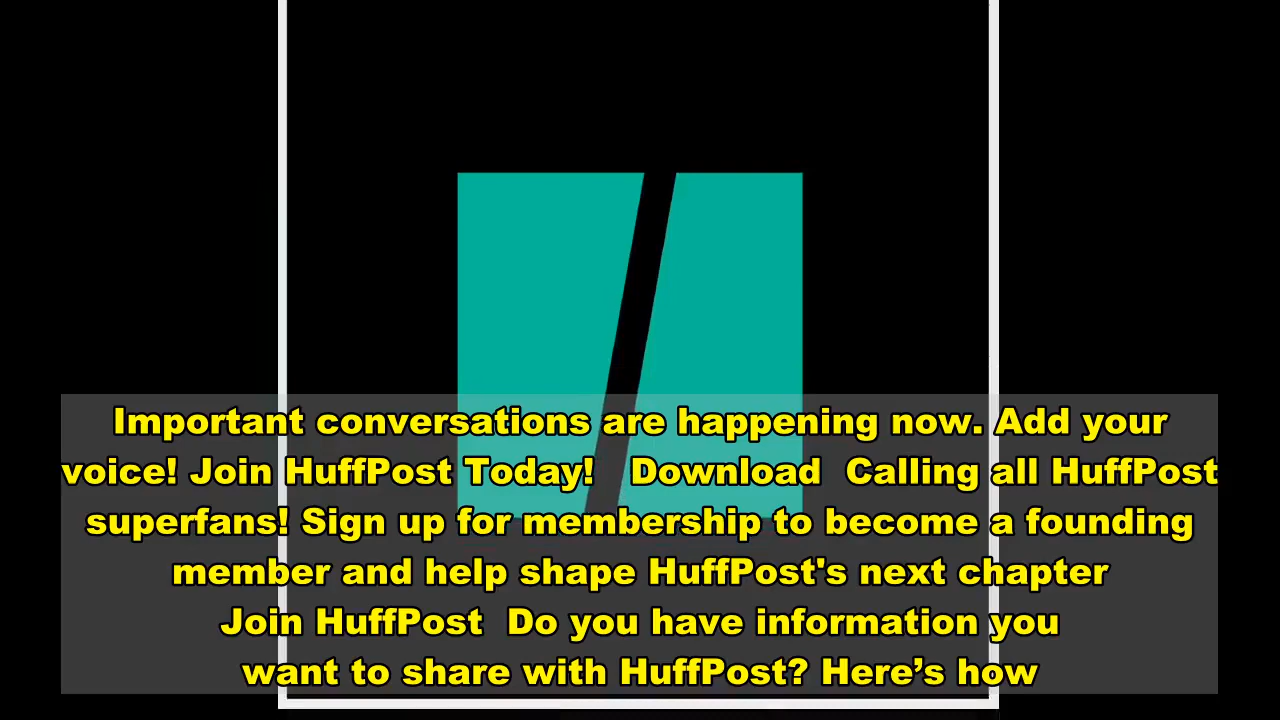 Important conversations are happening now. Add your
voice! Join HuffPost Today!   Download  Calling all HuffPost
superfans! Sign up for membership to become a founding
member and help shape HuffPost's next chapter
Join HuffPost  Do you have information you
want to share with HuffPost? Here’s how